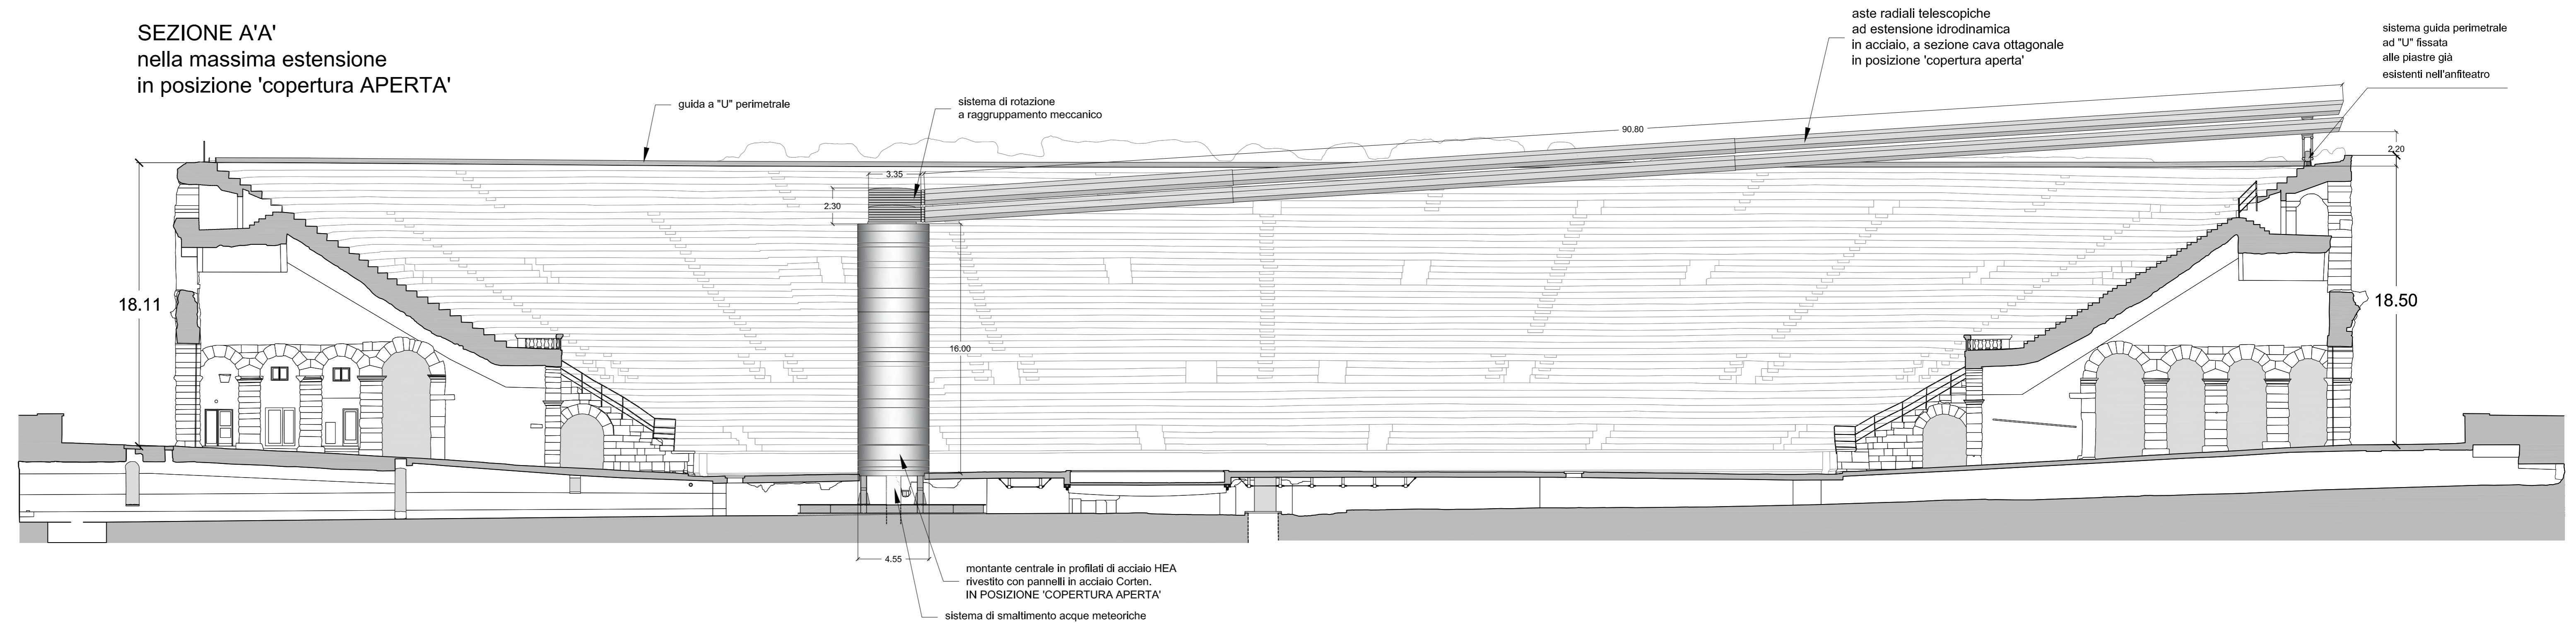 SEZIONE A'A'
nella massima estensione
in posizione 'copertura APERTA'
guida a "U" perimetrale
sistema di rotazione
a raggruppamento meccanico
aste radiali telescopiche
ad estensione idrodinamica
in acciaio, a sezione cava ottagonale
in posizione 'copertura aperta'
sistema guida perimetrale
ad "U" fissata
alle piastre già
esistenti nell'anfiteatro
90.80
2.20
3.35
2.30
18.11
16.00
18.50
4.55
montante centrale in profilati di acciaio HEA
rivestito con pannelli in acciaio Corten.
IN POSIZIONE 'COPERTURA APERTA'
sistema di smaltimento acque meteoriche